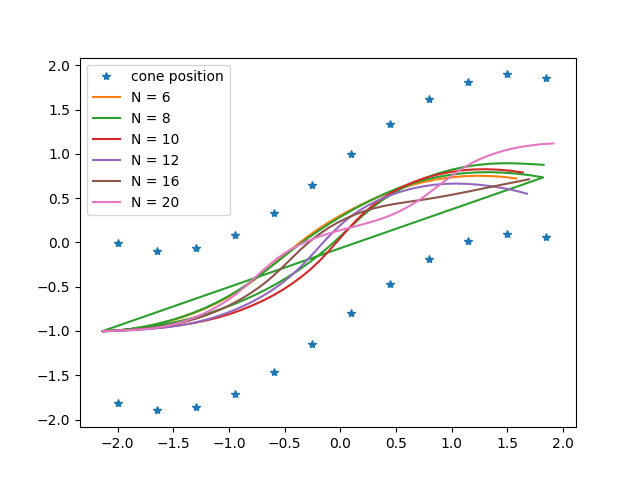 cone position
N = 6
N = 8
N = 10
N = 12
N = 16
N = 20
2.0
1.5
1.0
0.5
0.0
−0.5
−1.0
−1.5
−2.0
−2.0 −1.5 −1.0 −0.5 0.0 0.5 1.0 1.5 2.0